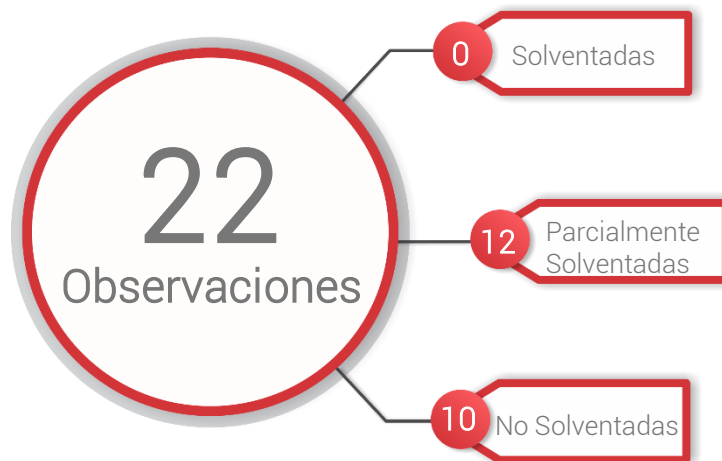 22
Observaciones
0
Solventadas
12
Parcialmente
Solventadas
10
No Solventadas